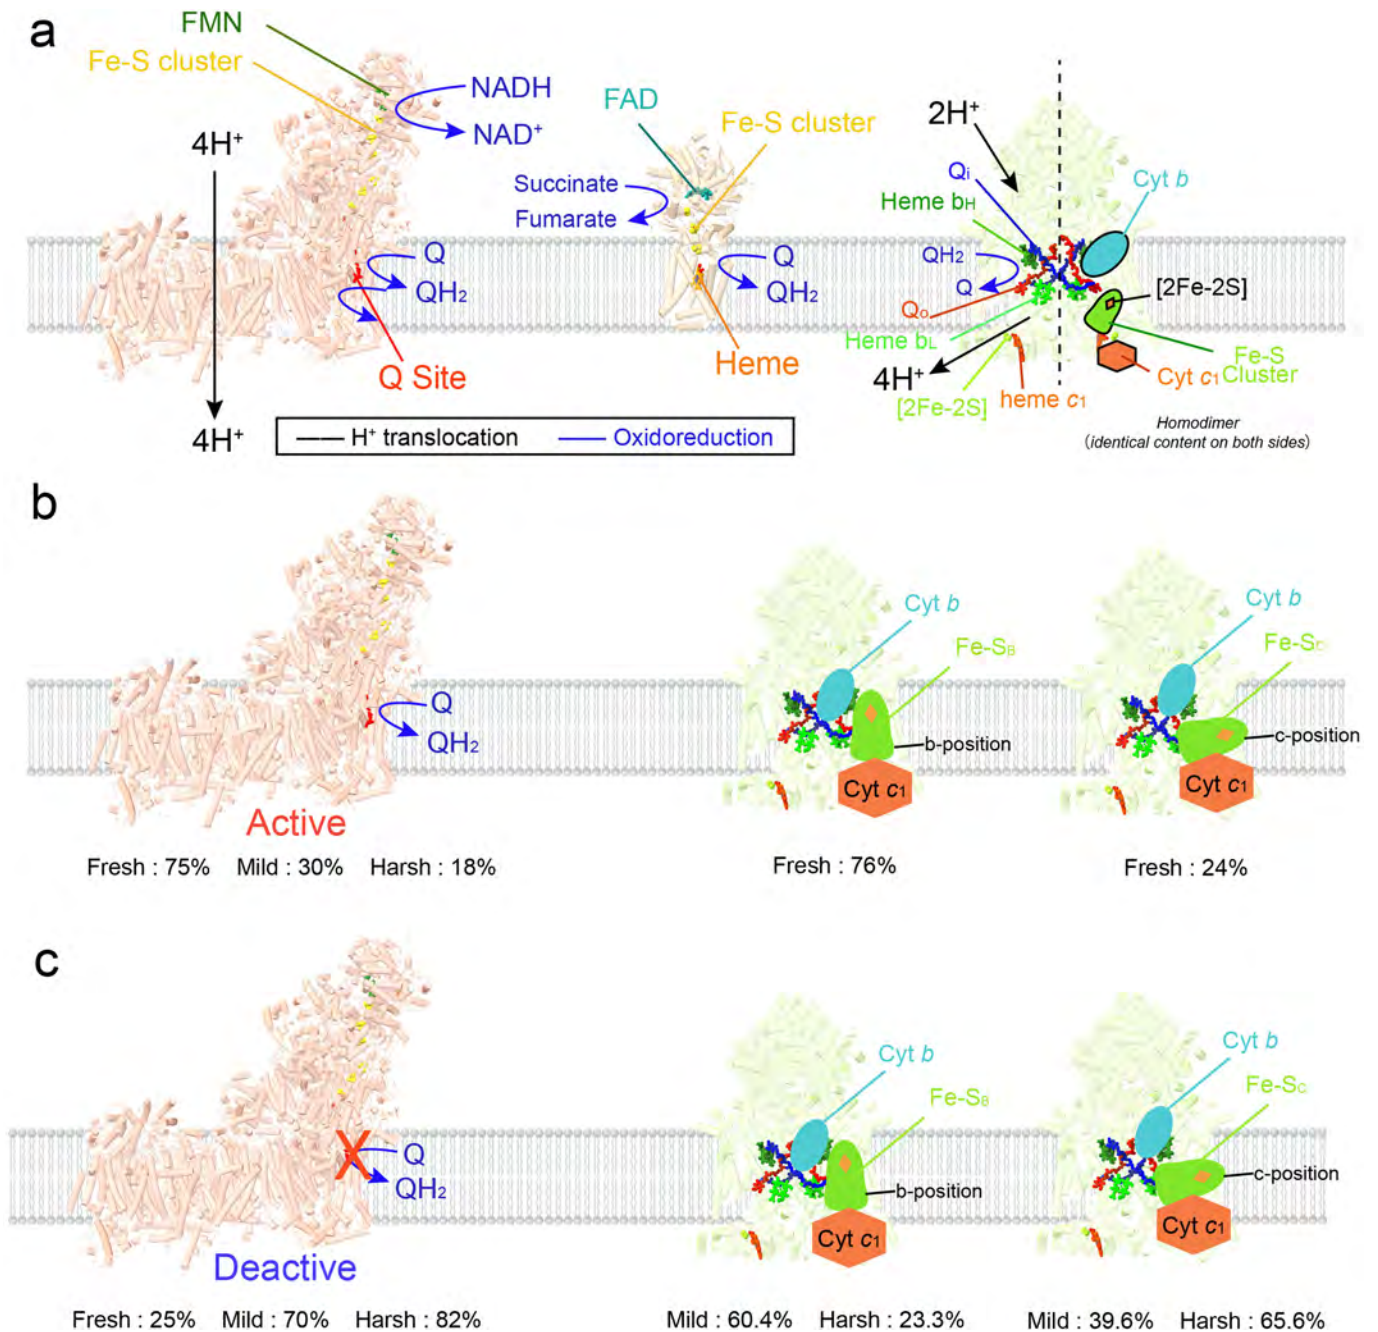 a
FMN
Fe-S cluster
NADH
NAD⁺
4H⁺
4H⁺
Q
QH₂
Q Site
FAD
Fe-S cluster
Succinate
Fumarate
Q
QH₂
Heme
2H⁺
Qᵢ
Heme bH
QH₂
Q
Qₒ
Heme bL
4H⁺
[2Fe-2S]
heme c₁
Cyt b
[2Fe-2S]
Fe-S
Cluster
Cyt c₁
Homodimer
(identical content on both sides)
H⁺ translocation
Oxidoreduction
b
Q
QH₂
Active
Fresh : 75% Mild : 30% Harsh : 18%
Cyt b
Fe-SB
b-position
Cyt c₁
Fresh : 76%
Cyt b
Fe-SC
c-position
Cyt c₁
Fresh : 24%
c
Q
QH₂
X
Deactive
Fresh : 25% Mild : 70% Harsh : 82%
Cyt b
Fe-SB
b-position
Cyt c₁
Mild : 60.4% Harsh : 23.3%
Cyt b
Fe-SC
c-position
Cyt c₁
Mild : 39.6% Harsh : 65.6%